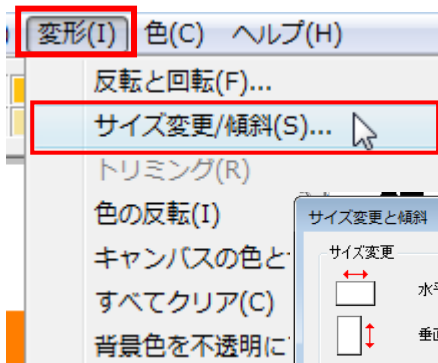 変形(I) 色(C) ヘルプ(H)
反転と回転(F)...
サイズ変更/傾斜(S)...
トリミング(R)
色の反転(I)
キャンバスの色と
すべてクリア(C)
背景色を不透明に
サイズ変更と傾斜
サイズ変更
水平
垂直